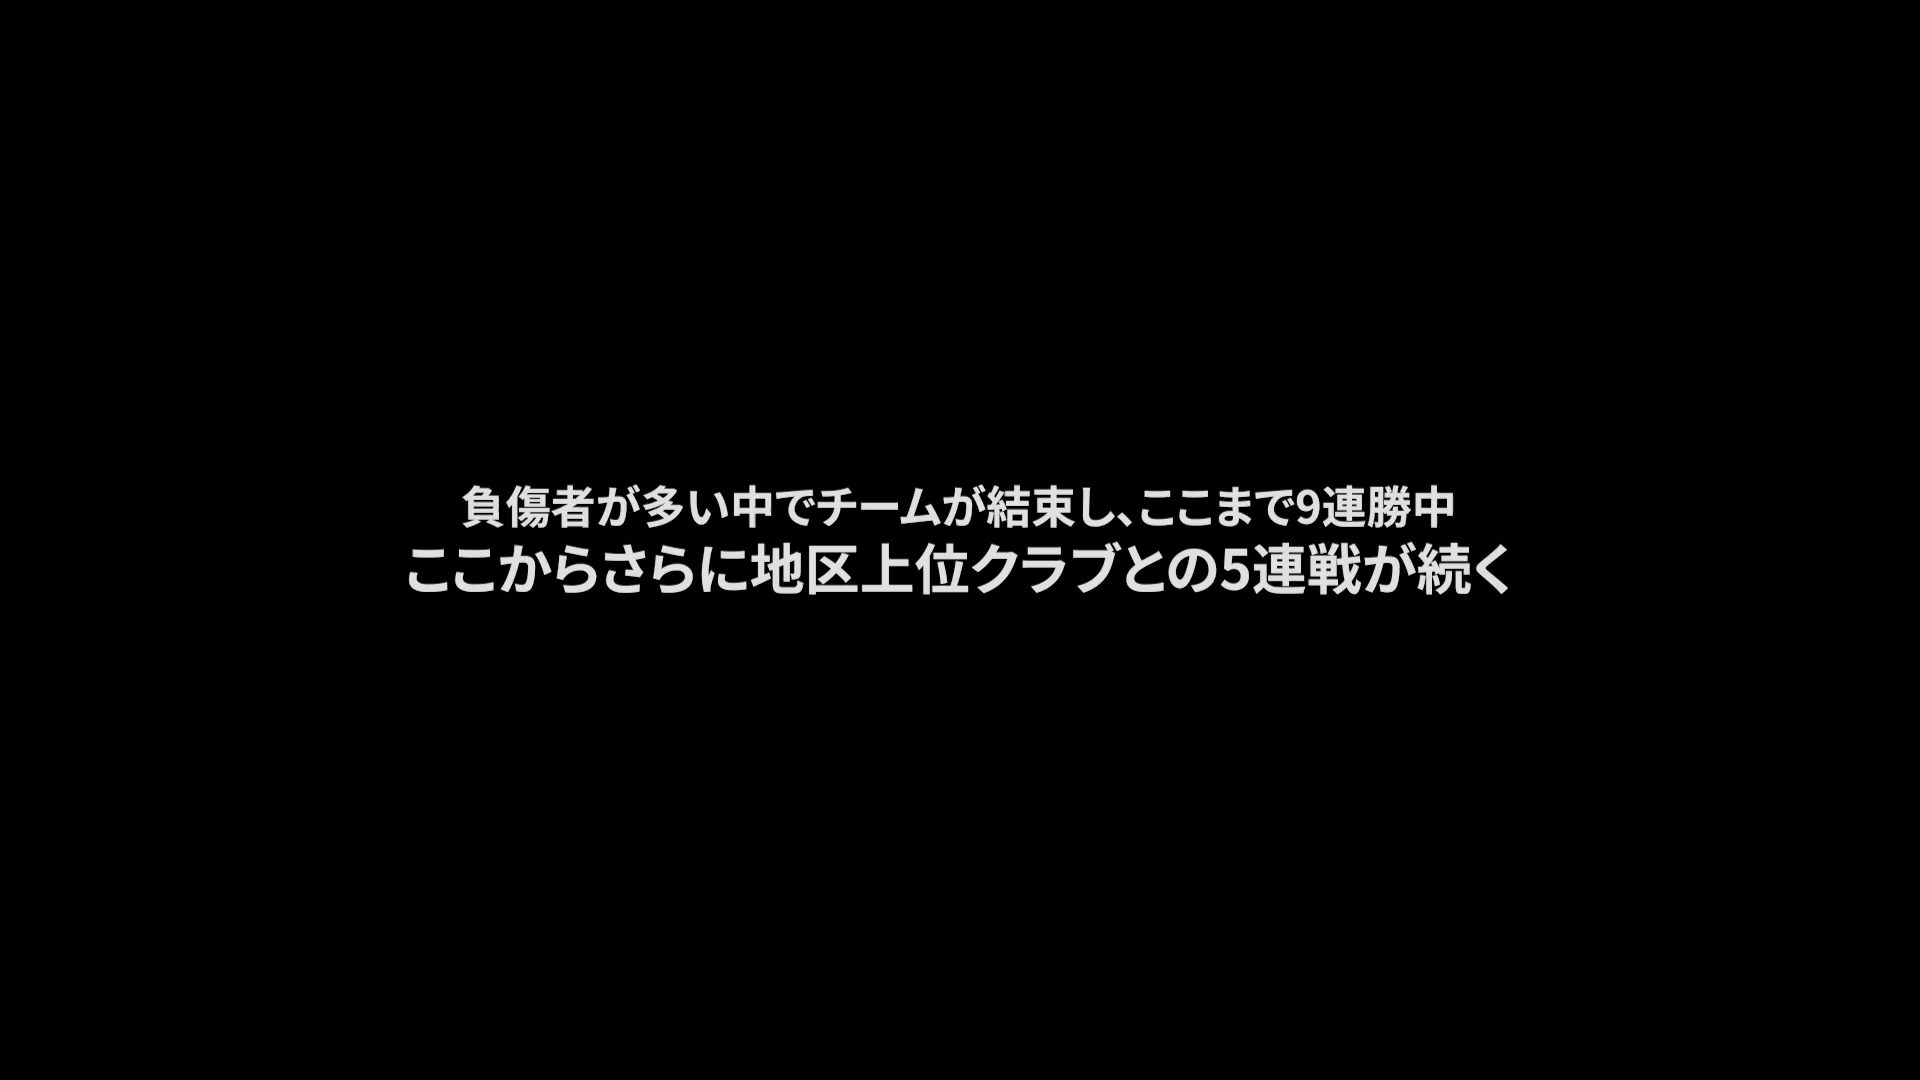 負傷者が多い中でチームが結束し、ここまで9連勝中
ここからさらに地区上位クラブとの5連戦が続く